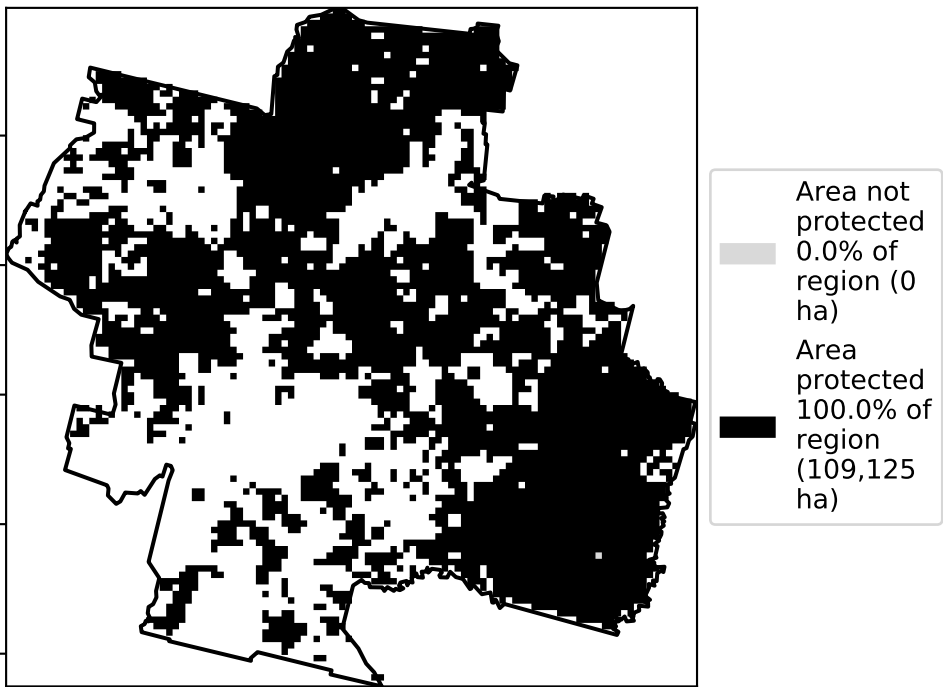 Area not
protected
0.0% of
region (0
ha)
Area
protected
100.0% of
region
(109,125
ha)